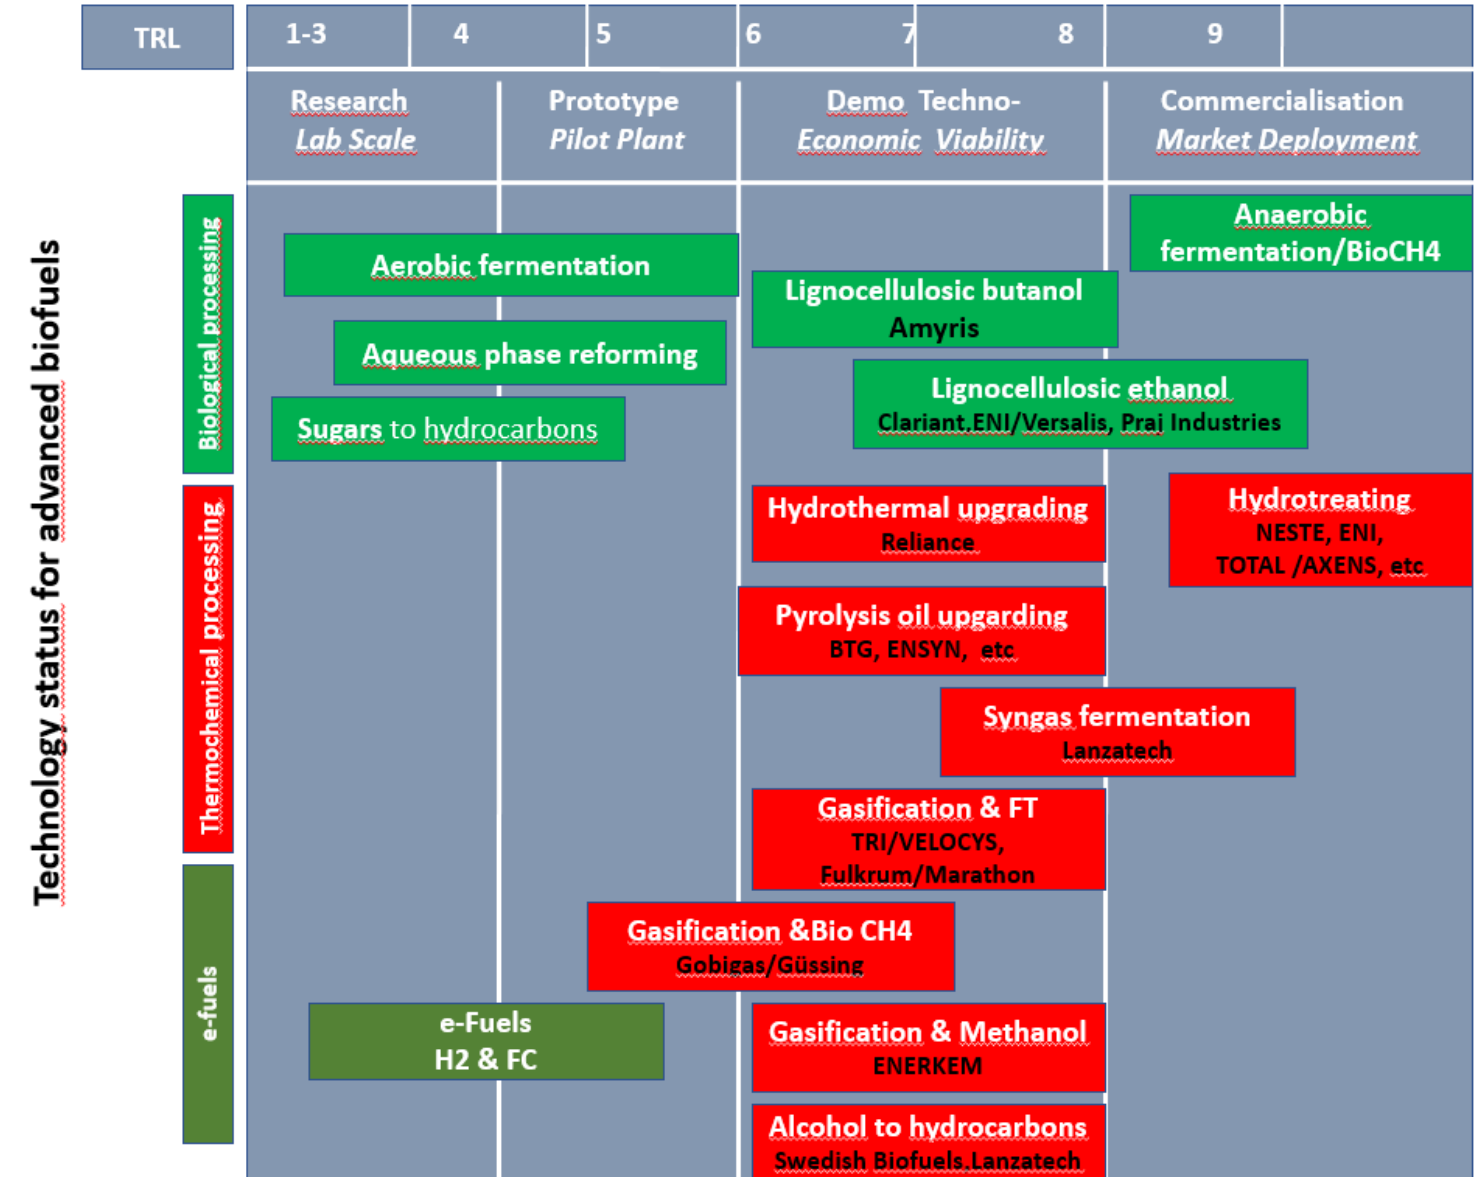 TRL 1-3 4 5 6 7 8 9
Research Prototype Demo Techno- Commercialisation
Lab Scale Pilot Plant Economic Viability Market Deployment
Technology status for advanced biofuels
Biological processing
Anaerobic
fermentation/BioCH4
Aerobic fermentation
Lignocellulosic butanol
Amyris
Aqueous phase reforming
Lignocellulosic ethanol
Clariant,ENI/Versalis, Praj Industries
Sugars to hydrocarbons
Thermochemical processing
Hydrothermal upgrading
Reliance
Hydrotreating
NESTE, ENI,
TOTAL /AXENS, etc
Pyrolysis oil upgarding
BTG, ENSYN, etc
Syngas fermentation
Lanzatech
Gasification & FT
TRI/VELOCYS,
Fulkrum/Marathon
Gasification &Bio CH4
Gobigas/Güssing
e-fuels
e-Fuels
H2 & FC
Gasification & Methanol
ENERKEM
Alcohol to hydrocarbons
Swedish Biofuels.Lanzatech